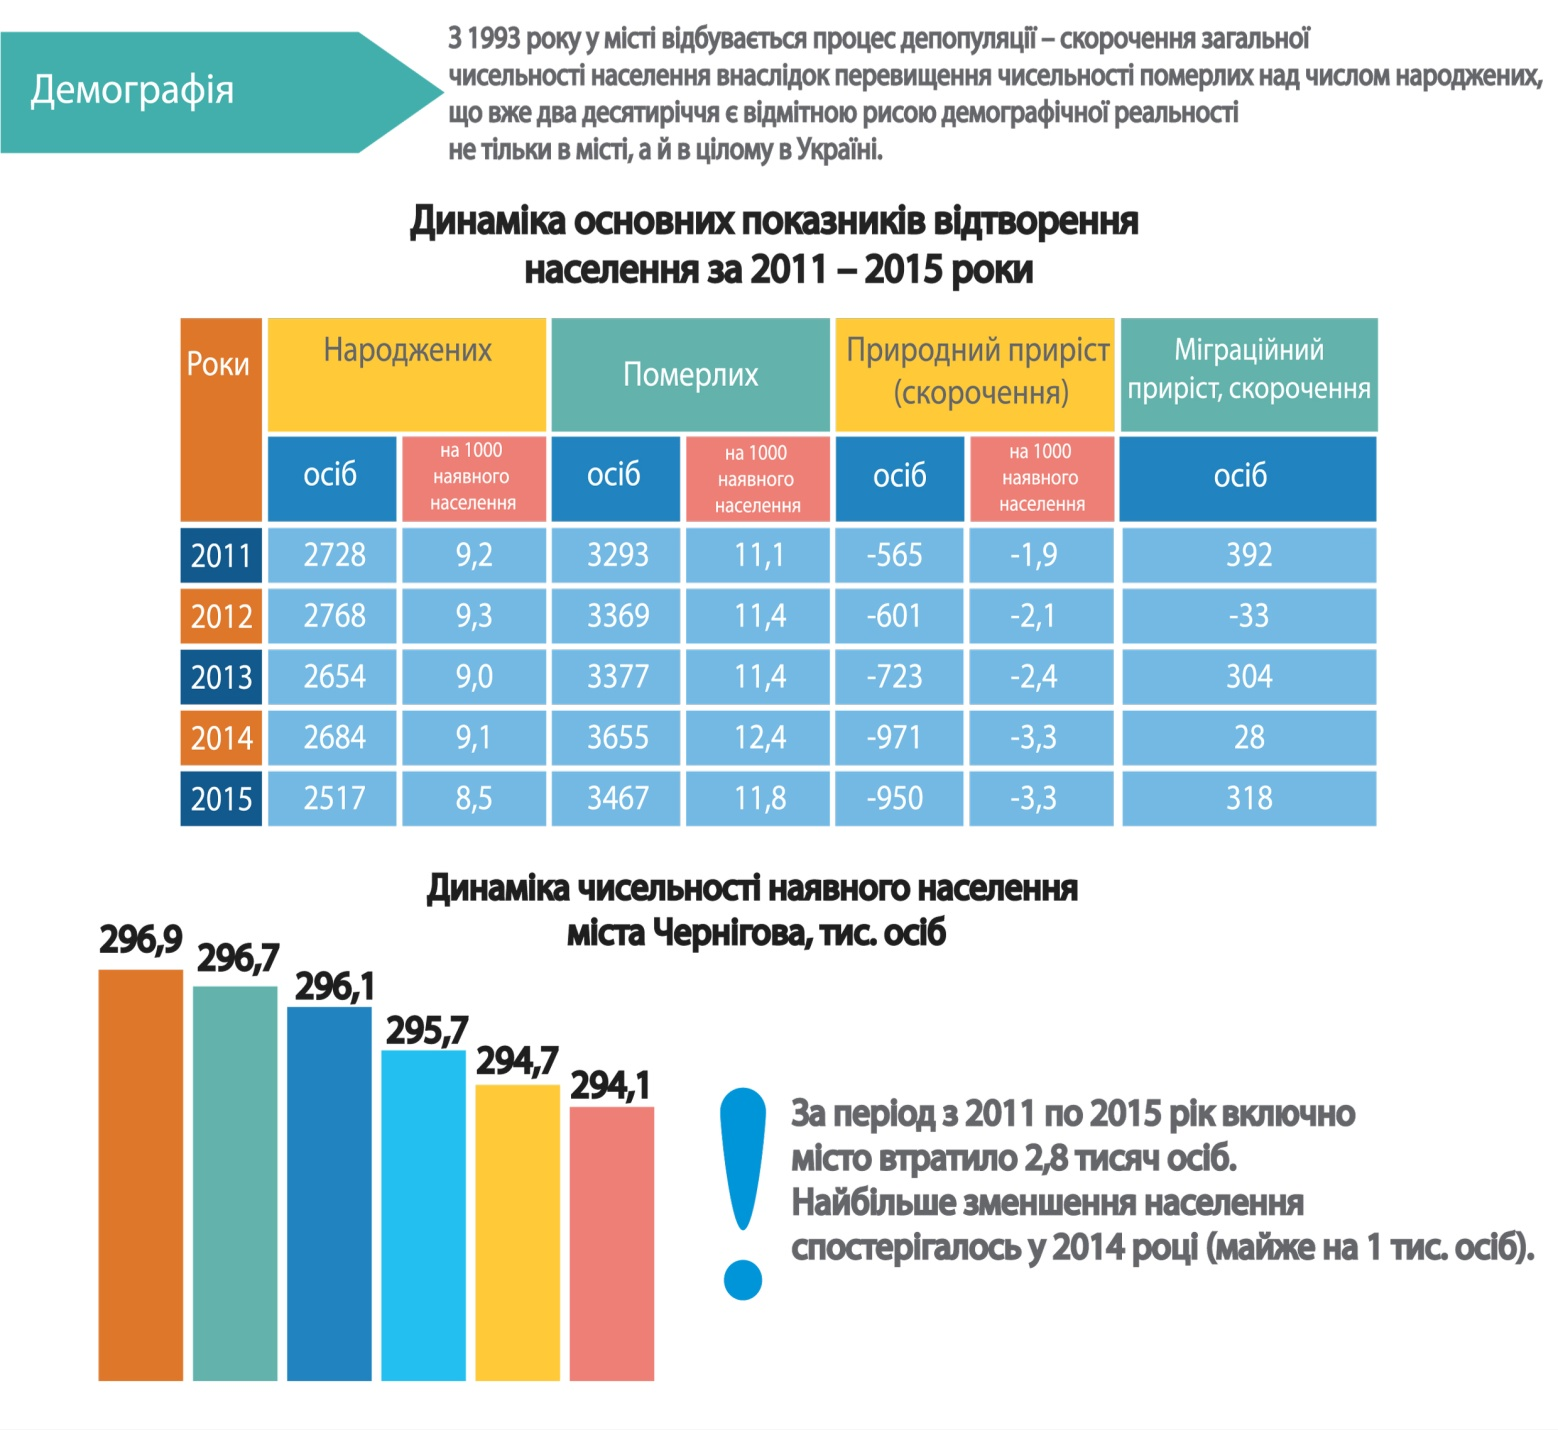 Демографія
З 1993 року у місті відбувається процес депопуляції – скорочення загальної
чисельності населення внаслідок перевищення чисельності померлих над числом народжених,
що вже два десятиріччя є відмітною рисою демографічної реальності
не тільки в місті, а й в цілому в Україні.
Динаміка основних показників відтворення
населення за 2011 – 2015 роки
Роки
Народжених
Померлих
Природний приріст
(скорочення)
Міграційний
приріст, скорочення
осіб
на 1000
наявного
населення
осіб
на 1000
наявного
населення
осіб
на 1000
наявного
населення
осіб
2011 2728 9,2 3293 11,1 -565 -1,9 392
2012 2768 9,3 3369 11,4 -601 -2,1 -33
2013 2654 9,0 3377 11,4 -723 -2,4 304
2014 2684 9,1 3655 12,4 -971 -3,3 28
2015 2517 8,5 3467 11,8 -950 -3,3 318
Динаміка чисельності наявного населення
міста Чернігова, тис. осіб
296,9
296,7
296,1
295,7
294,7
294,1
!
За період з 2011 по 2015 рік включно
місто втратило 2,8 тисяч осіб.
Найбільше зменшення населення
спостерігалось у 2014 році (майже на 1 тис. осіб).